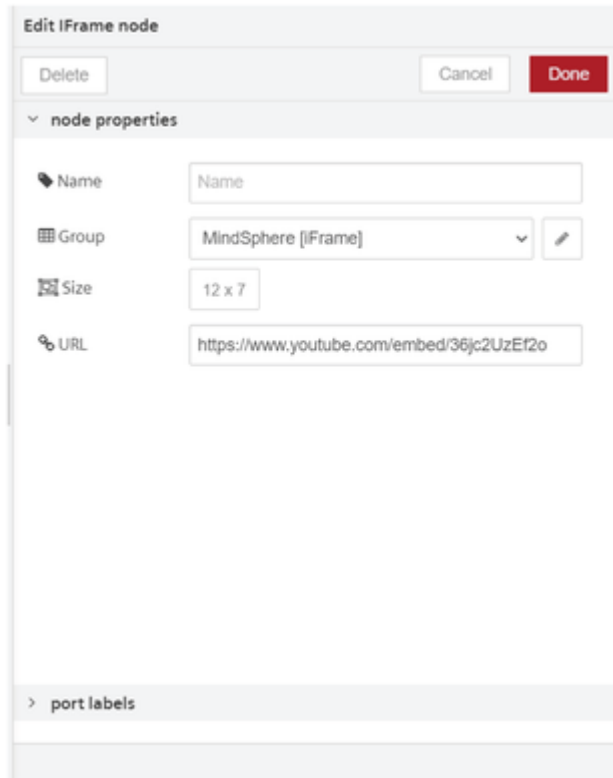 Edit IFrame node
Delete Cancel Done
node properties
Name Name
Group MindSphere [iFrame]
Size 12 x 7
URL https://www.youtube.com/embed/36jc2UzEf2o
port labels